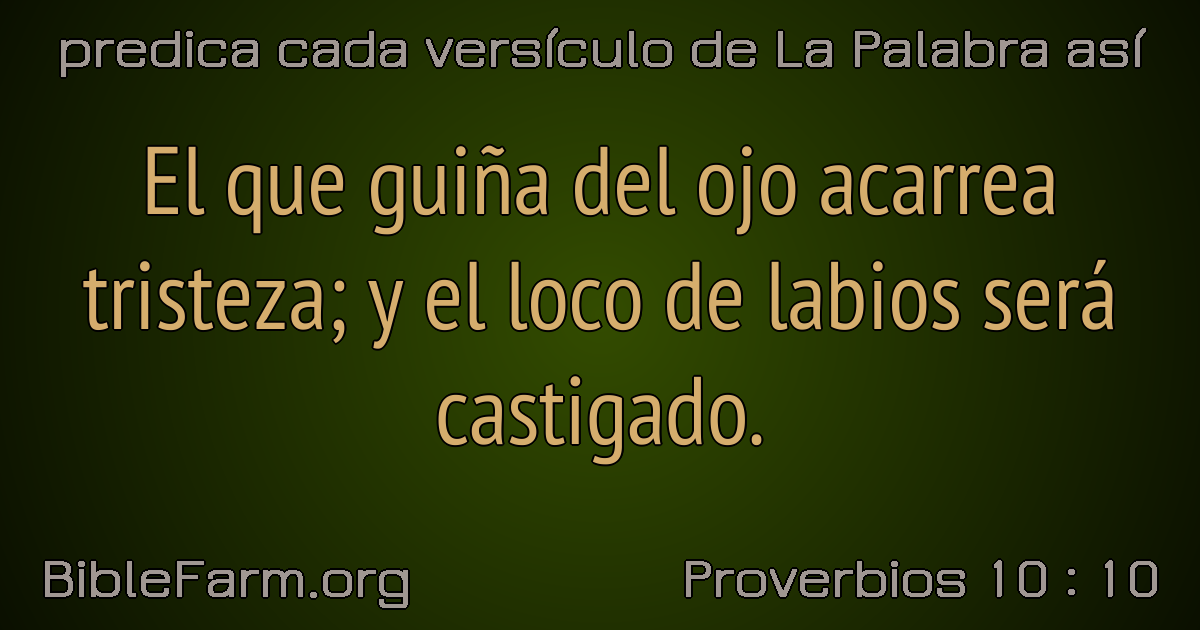 predica cada versículo de La Palabra así
El que guiña del ojo acarrea
tristeza; y el loco de labios será
castigado.
BibleFarm.org
Proverbios 10 : 10